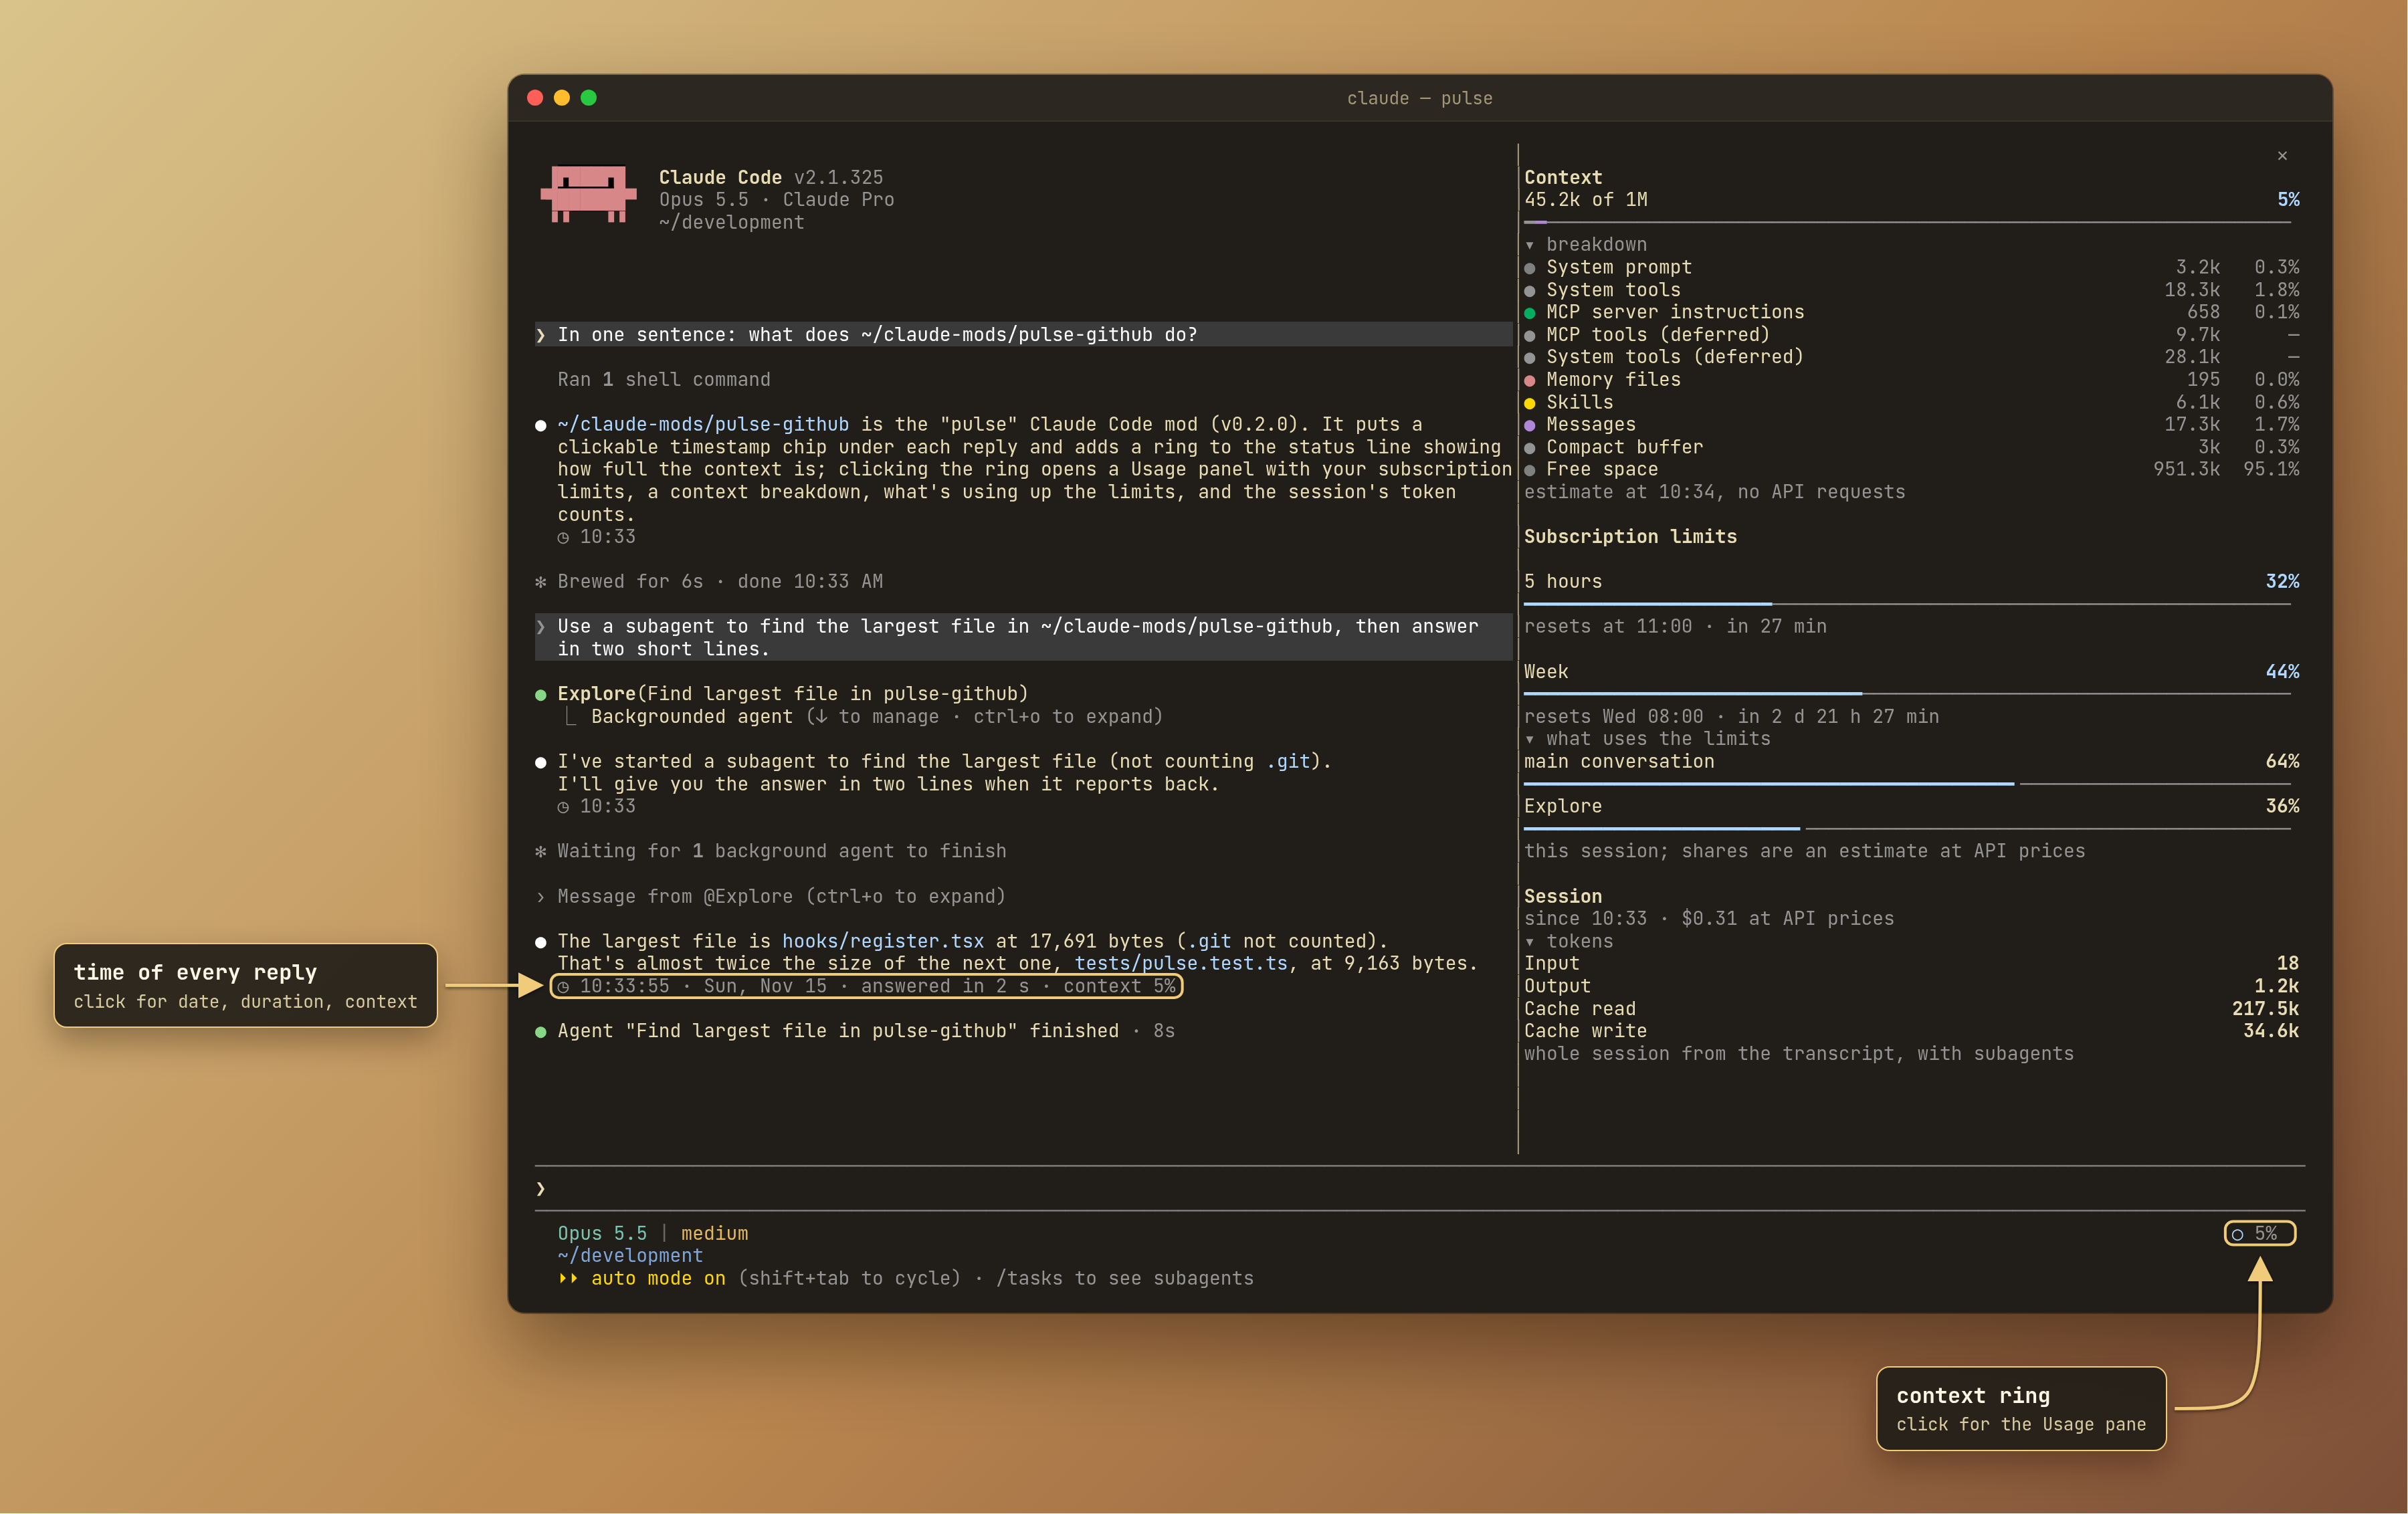 claude — pulse
Claude Code v2.1.325
Opus 5.5 · Claude Pro
~/development
❯ In one sentence: what does ~/claude-mods/pulse-github do?
Ran 1 shell command
● ~/claude-mods/pulse-github is the "pulse" Claude Code mod (v0.2.0). It puts a
clickable timestamp chip under each reply and adds a ring to the status line showing
how full the context is; clicking the ring opens a Usage panel with your subscription
limits, a context breakdown, what's using up the limits, and the session's token
counts.
◷ 10:33
✻ Brewed for 6s · done 10:33 AM
❯ Use a subagent to find the largest file in ~/claude-mods/pulse-github, then answer
in two short lines.
● Explore(Find largest file in pulse-github)
⎿ Backgrounded agent (↓ to manage · ctrl+o to expand)
● I've started a subagent to find the largest file (not counting .git).
I'll give you the answer in two lines when it reports back.
◷ 10:33
✻ Waiting for 1 background agent to finish
› Message from @Explore (ctrl+o to expand)
● The largest file is hooks/register.tsx at 17,691 bytes (.git not counted).
That's almost twice the size of the next one, tests/pulse.test.ts, at 9,163 bytes.
◷ 10:33:55 · Sun, Nov 15 · answered in 2 s · context 5%
● Agent "Find largest file in pulse-github" finished · 8s
×
Context
45.2k of 1M 5%
▾ breakdown
● System prompt 3.2k 0.3%
● System tools 18.3k 1.8%
● MCP server instructions 658 0.1%
● MCP tools (deferred) 9.7k —
● System tools (deferred) 28.1k —
● Memory files 195 0.0%
● Skills 6.1k 0.6%
● Messages 17.3k 1.7%
● Compact buffer 3k 0.3%
● Free space 951.3k 95.1%
estimate at 10:34, no API requests
Subscription limits
5 hours 32%
resets at 11:00 · in 27 min
Week 44%
resets Wed 08:00 · in 2 d 21 h 27 min
▾ what uses the limits
main conversation 64%
Explore 36%
this session; shares are an estimate at API prices
Session
since 10:33 · $0.31 at API prices
▾ tokens
Input 18
Output 1.2k
Cache read 217.5k
Cache write 34.6k
whole session from the transcript, with subagents
❯
Opus 5.5 | medium
○ 5%
~/development
⏵⏵ auto mode on (shift+tab to cycle) · /tasks to see subagents
time of every reply
click for date, duration, context
context ring
click for the Usage pane